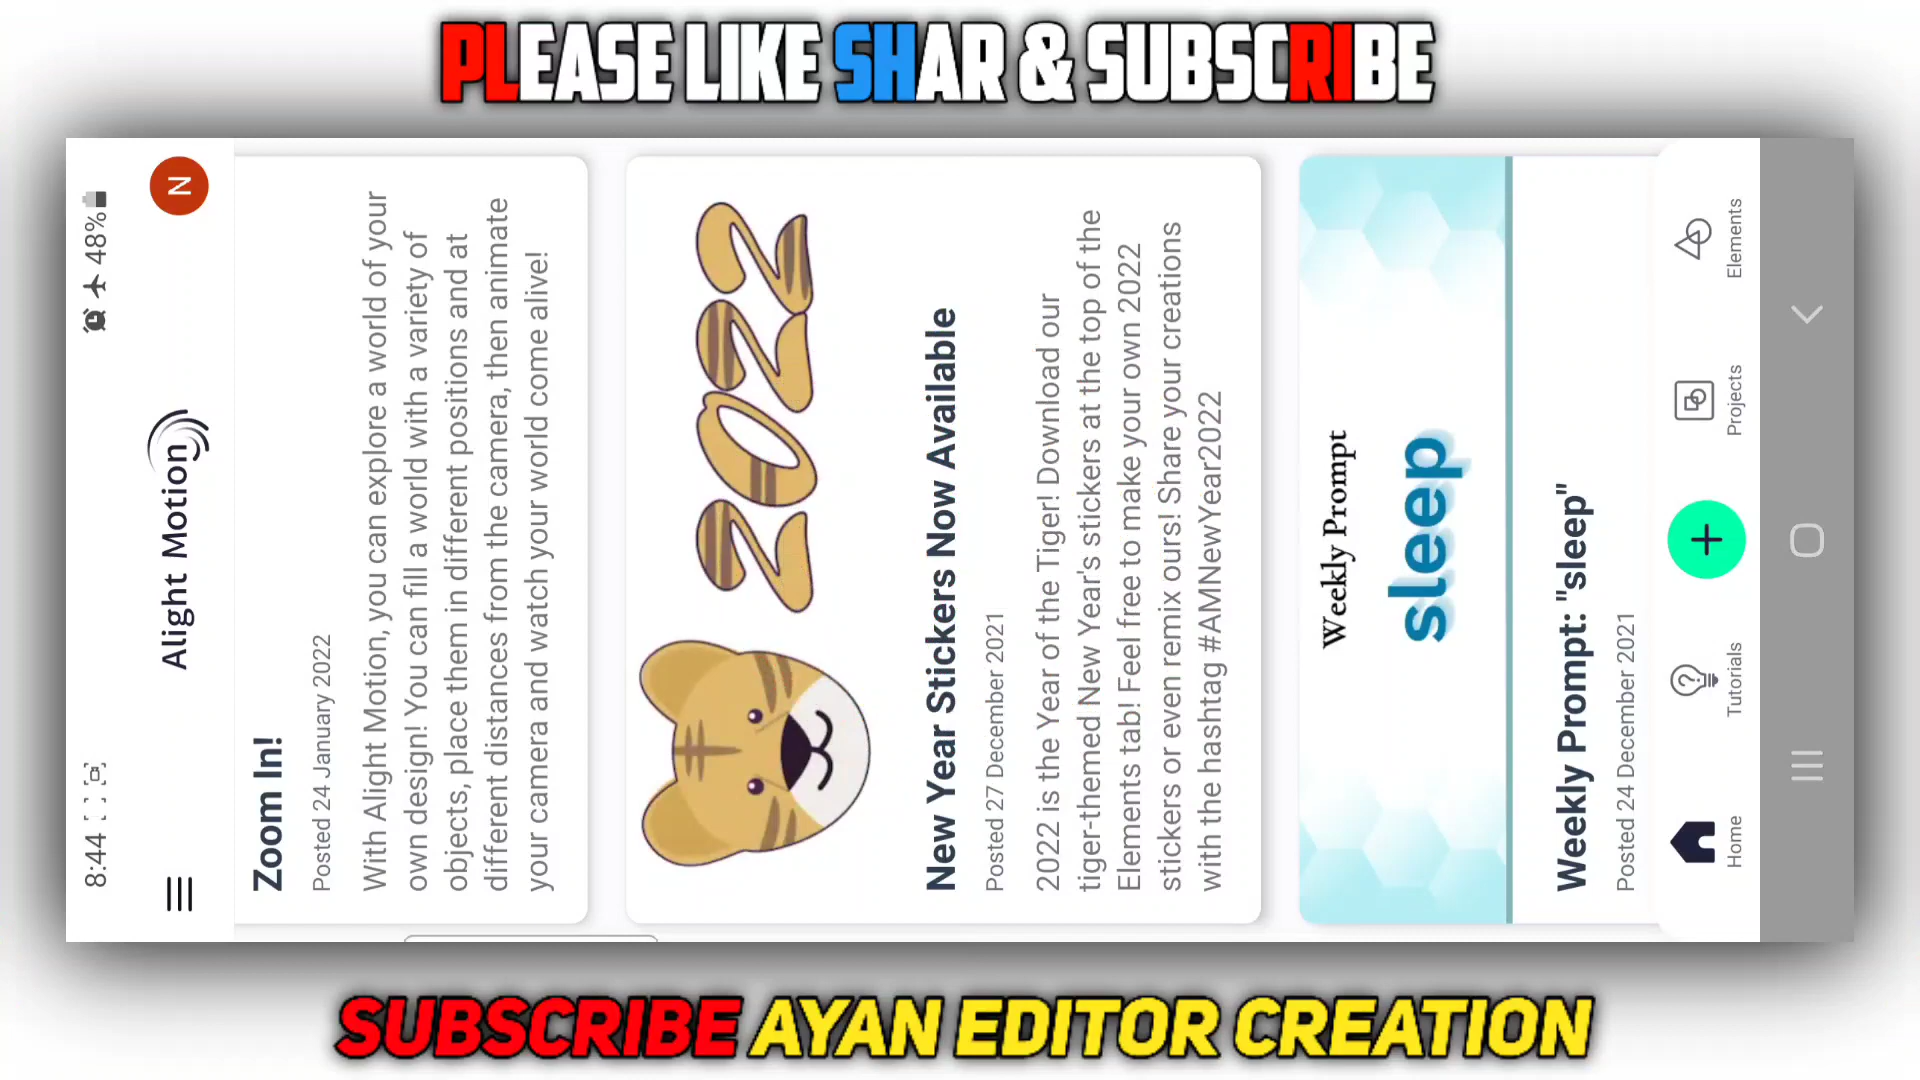 PLEASE LIKE SHAR & SUBSCRIBE
8:44
48%
Alight Motion
N
Zoom In!
Posted 24 January 2022
With Alight Motion, you can explore a world of your
own design! You can fill a world with a variety of
objects, place them in different positions and at
different distances from the camera, then animate
your camera and watch your world come alive!
2022
New Year Stickers Now Available
Posted 27 December 2021
2022 is the Year of the Tiger! Download our
tiger-themed New Year's stickers at the top of the
Elements tab! Feel free to make your own 2022
stickers or even remix ours! Share your creations
with the hashtag #AMNewYear2022
Weekly Prompt
sleep
Weekly Prompt: "sleep"
Posted 24 December 2021
Home
Tutorials
Projects
Elements
SUBSCRIBE AYAN EDITOR CREATION